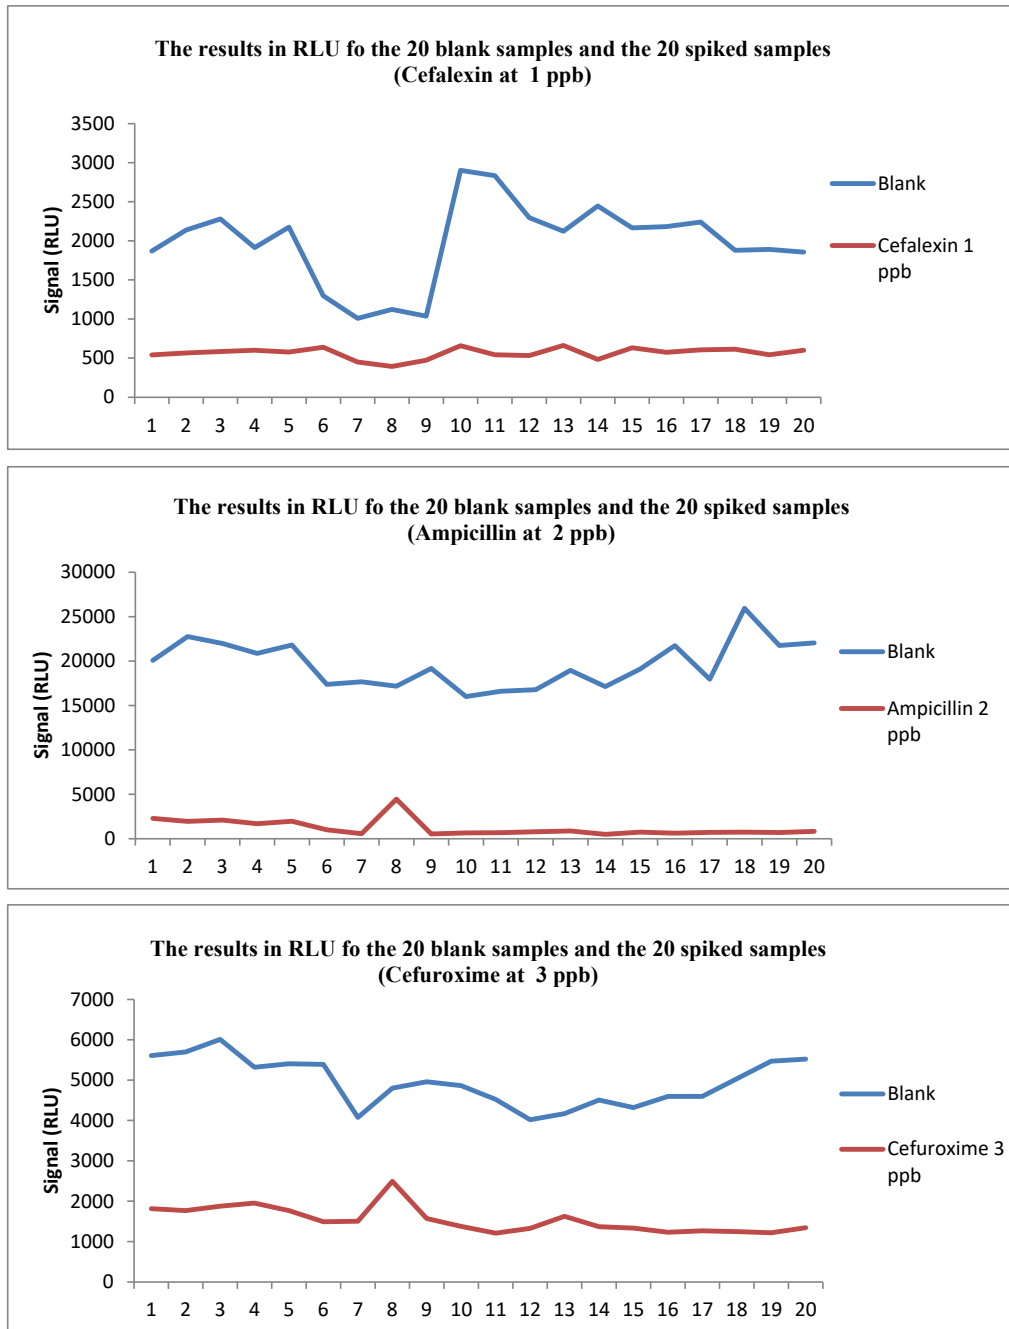 The results in RLU fo the 20 blank samples and the 20 spiked samples
(Cefalexin at 1 ppb)
3500
3000
2500
2000
1500
1000
500
0
Signal (RLU)
1 2 3 4 5 6 7 8 9 10 11 12 13 14 15 16 17 18 19 20
Blank
Cefalexin 1
ppb
The results in RLU fo the 20 blank samples and the 20 spiked samples
(Ampicillin at 2 ppb)
30000
25000
20000
15000
10000
5000
0
Signal (RLU)
1 2 3 4 5 6 7 8 9 10 11 12 13 14 15 16 17 18 19 20
Blank
Ampicillin 2
ppb
The results in RLU fo the 20 blank samples and the 20 spiked samples
(Cefuroxime at 3 ppb)
7000
6000
5000
4000
3000
2000
1000
0
Signal (RLU)
1 2 3 4 5 6 7 8 9 10 11 12 13 14 15 16 17 18 19 20
Blank
Cefuroxime 3
ppb